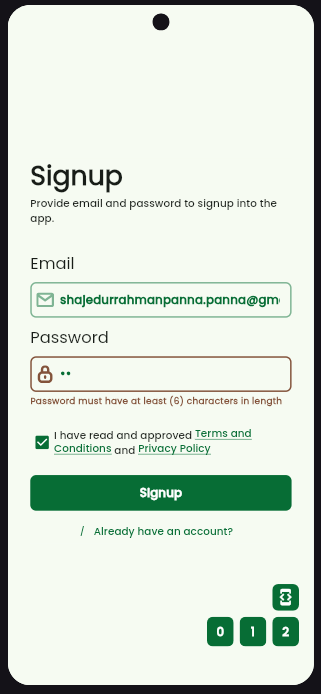 Signup
Provide email and password to signup into the
app.
Email
shajedurrahmanpanna.panna@gm
Password
••
Password must have at least (6) characters in length
I have read and approved Terms and
Conditions and Privacy Policy
Signup
/ Already have an account?
0 1 2